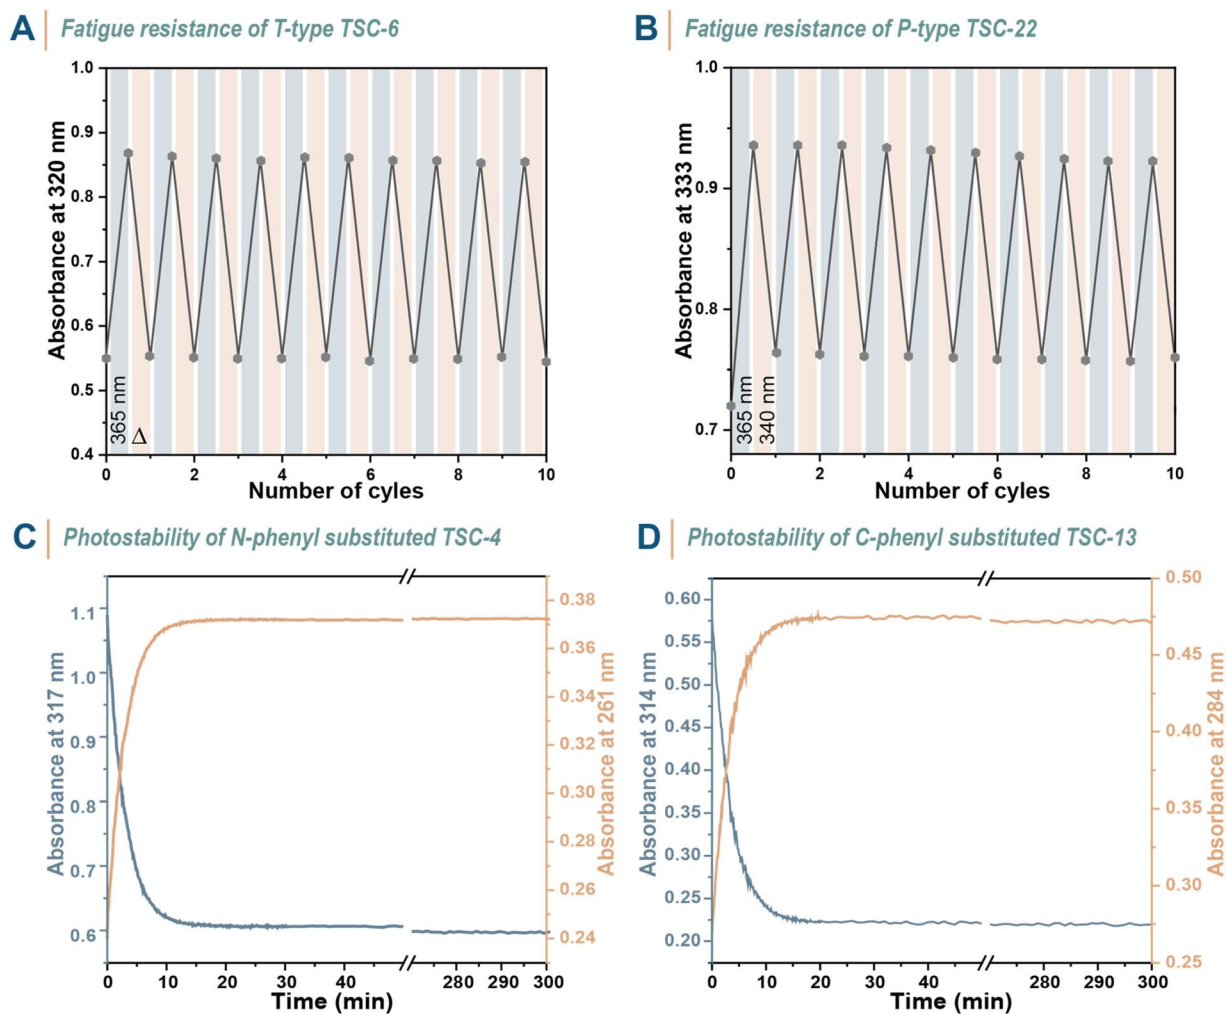 A | Fatigue resistance of T-type TSC-6
1.0
0.9
0.8
0.7
0.6
0.5
0.4
Absorbance at 320 nm
365 nm
Δ
0 2 4 6 8 10
Number of cyles
B | Fatigue resistance of P-type TSC-22
1.0
0.9
0.8
0.7
Absorbance at 333 nm
365 nm
340 nm
0 2 4 6 8 10
Number of cyles
C | Photostability of N-phenyl substituted TSC-4
1.1
1.0
0.9
0.8
0.7
0.6
Absorbance at 317 nm
0.38
0.36
0.34
0.32
0.30
0.28
0.26
0.24
Absorbance at 261 nm
0 10 20 30 40 280 290 300
Time (min)
D | Photostability of C-phenyl substituted TSC-13
0.60
0.55
0.50
0.45
0.40
0.35
0.30
0.25
0.20
Absorbance at 314 nm
0.50
0.45
0.40
0.35
0.30
0.25
Absorbance at 284 nm
0 10 20 30 40 280 290 300
Time (min)